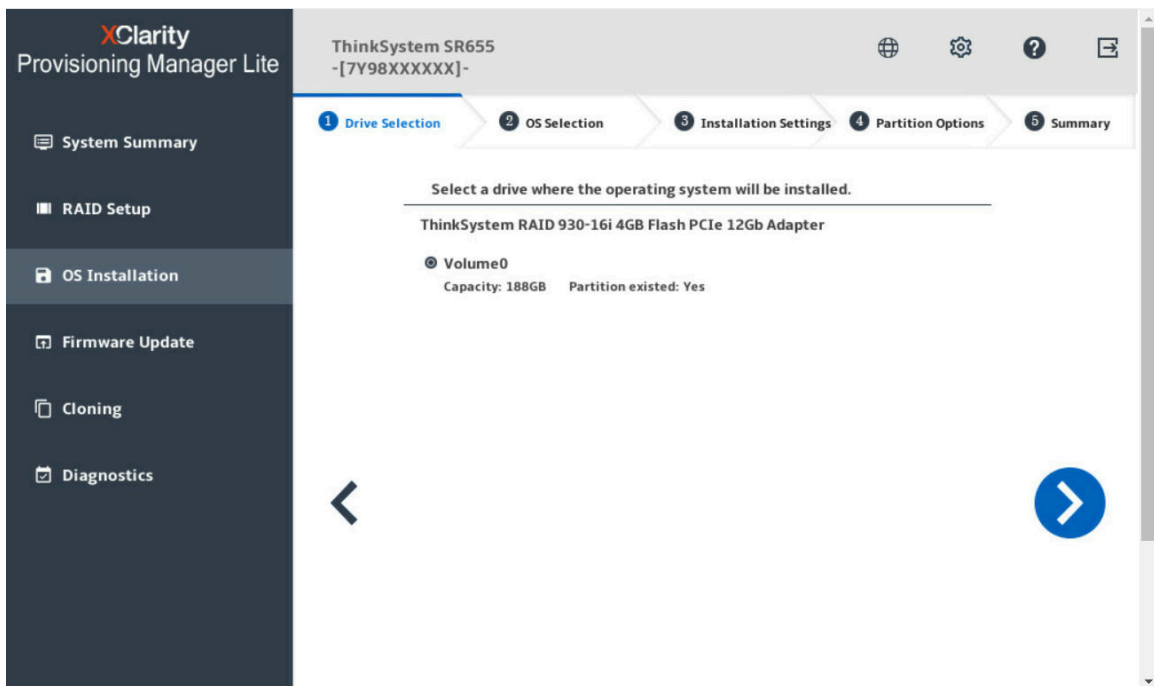 XClarity
Provisioning Manager Lite
System Summary
RAID Setup
OS Installation
Firmware Update
Cloning
Diagnostics
ThinkSystem SR655
-[7Y98XXXXXX]-
1 Drive Selection
2 OS Selection
3 Installation Settings
4 Partition Options
5 Summary
Select a drive where the operating system will be installed.
ThinkSystem RAID 930-16i 4GB Flash PCIe 12Gb Adapter
Volume0
Capacity: 188GB Partition existed: Yes